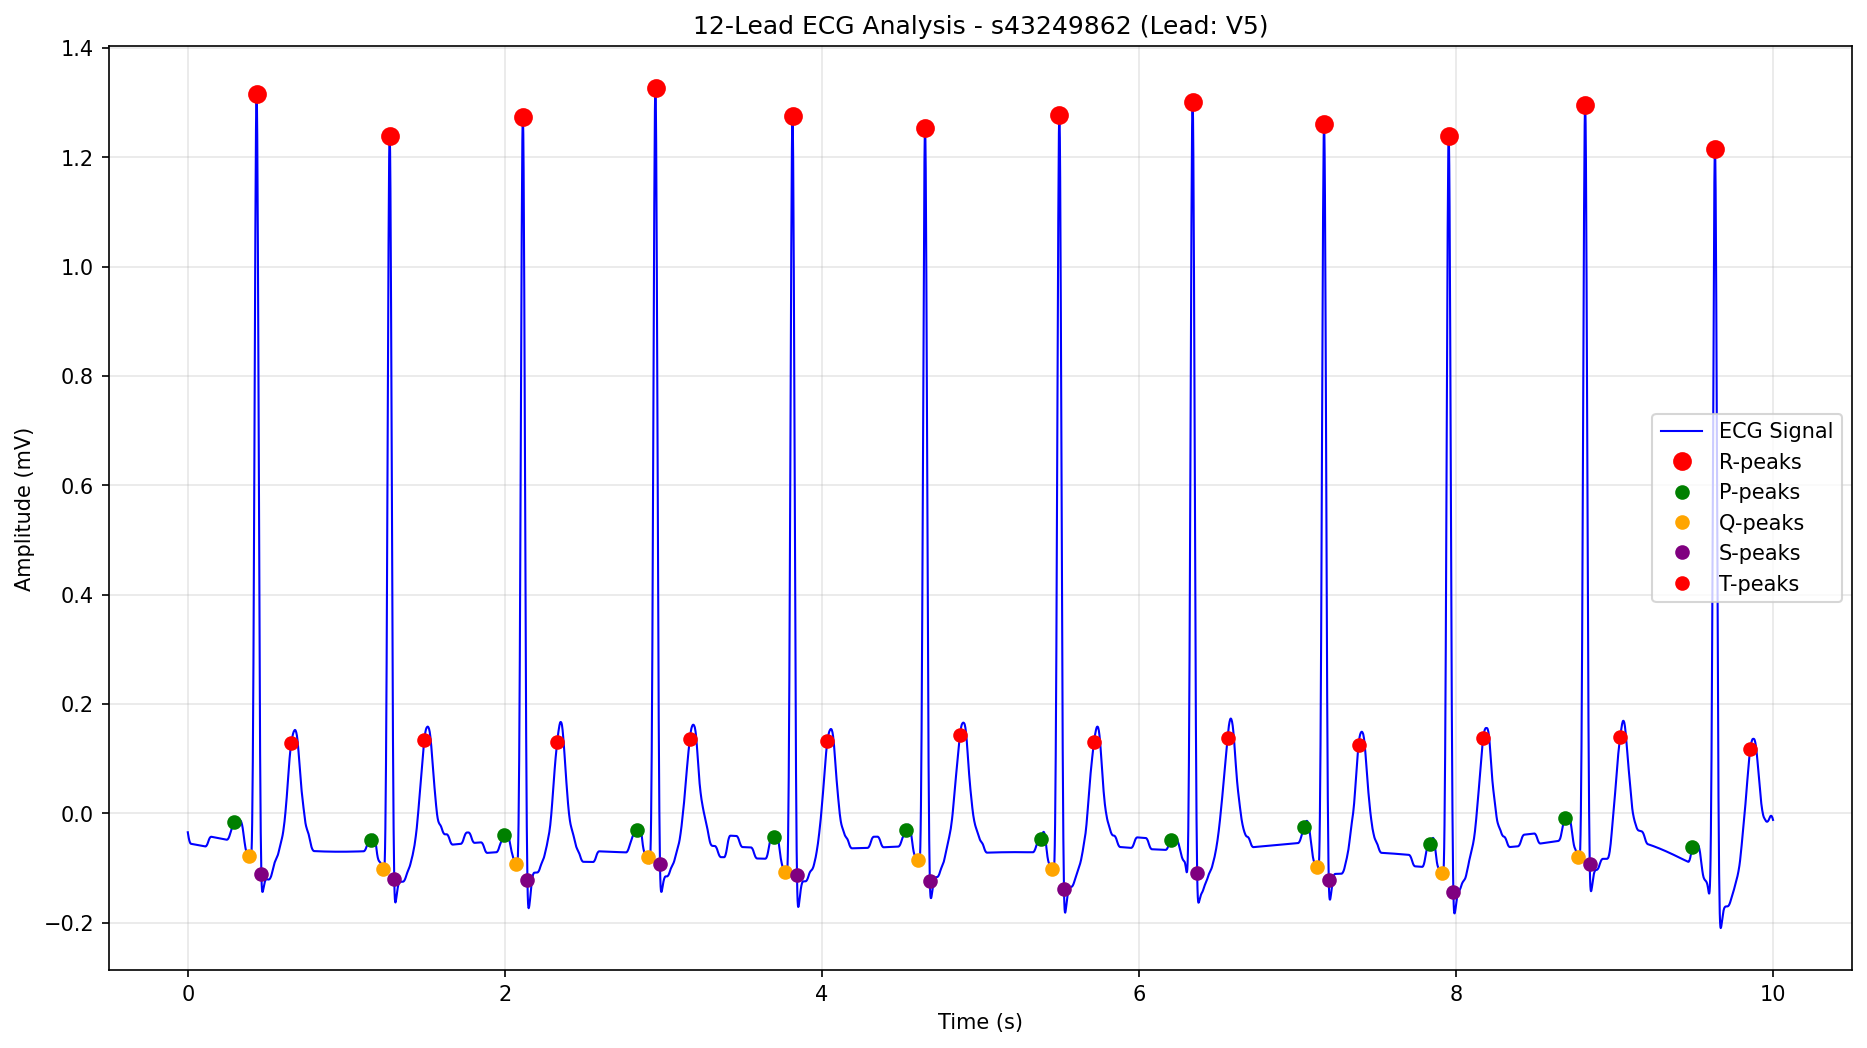 12-Lead ECG Analysis - s43249862 (Lead: V5)
1.4
1.2
1.0
0.8
0.6
0.4
0.2
0.0
−0.2
Amplitude (mV)
ECG Signal
R-peaks
P-peaks
Q-peaks
S-peaks
T-peaks
0 2 4 6 8 10
Time (s)